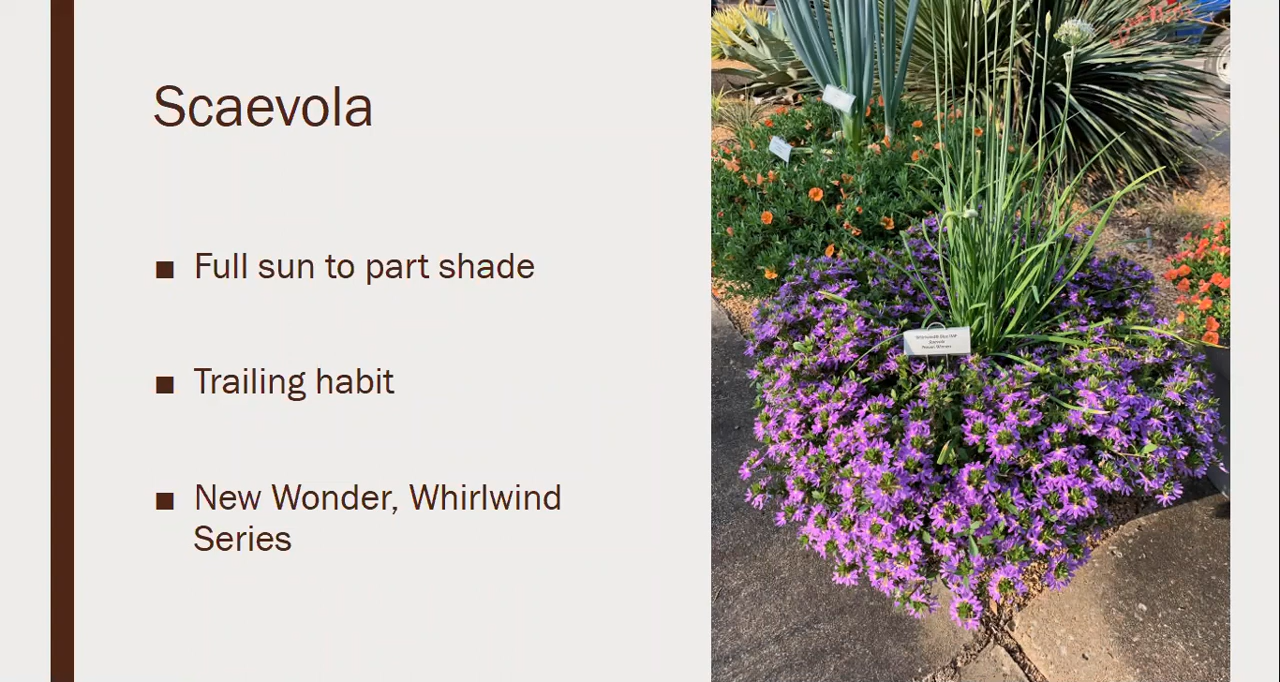 Scaevola
■ Full sun to part shade
■ Trailing habit
■ New Wonder, Whirlwind
Series